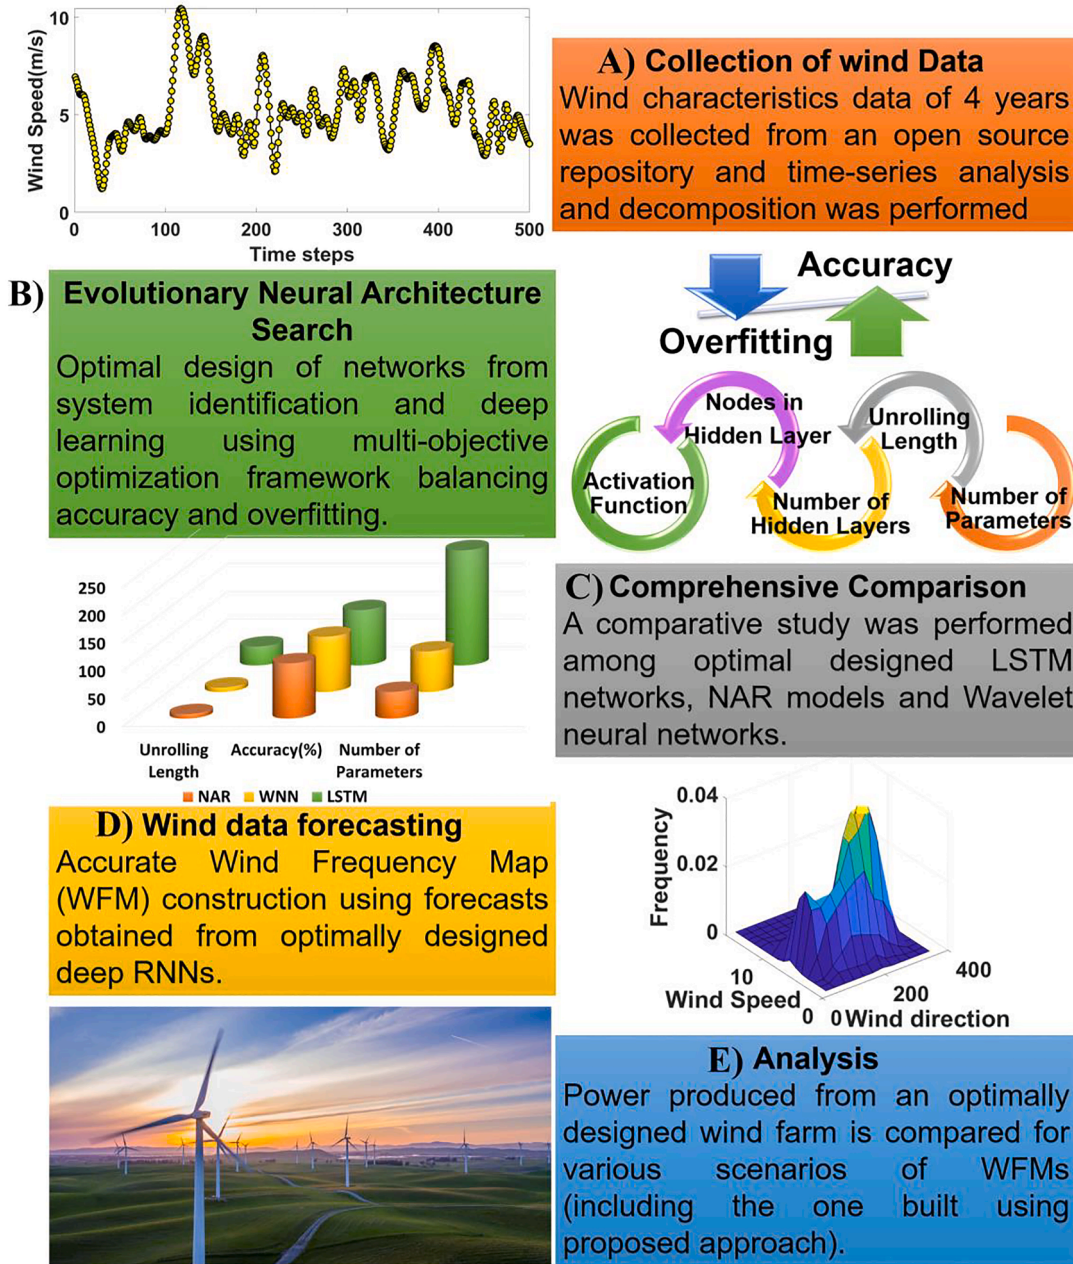 10
5
0
Wind Speed(m/s)
0 100 200 300 400 500
Time steps
A) Collection of wind Data
Wind characteristics data of 4 years
was collected from an open source
repository and time-series analysis
and decomposition was performed
B) Evolutionary Neural Architecture
Search
Optimal design of networks from
system identification and deep
learning using multi-objective
optimization framework balancing
accuracy and overfitting.
Accuracy
Overfitting
Nodes in
Hidden Layer
Unrolling
Length
Activation
Function
Number of
Hidden Layers
Number of
Parameters
250
200
150
100
50
0
Unrolling
Length
Accuracy(%)
Number of
Parameters
NAR WNN LSTM
C) Comprehensive Comparison
A comparative study was performed
among optimal designed LSTM
networks, NAR models and Wavelet
neural networks.
D) Wind data forecasting
Accurate Wind Frequency Map
(WFM) construction using forecasts
obtained from optimally designed
deep RNNs.
0.04
0.02
0
Frequency
10
0
Wind Speed
0
200
400
Wind direction
E) Analysis
Power produced from an optimally
designed wind farm is compared for
various scenarios of WFMs
(including the one built using
proposed approach).